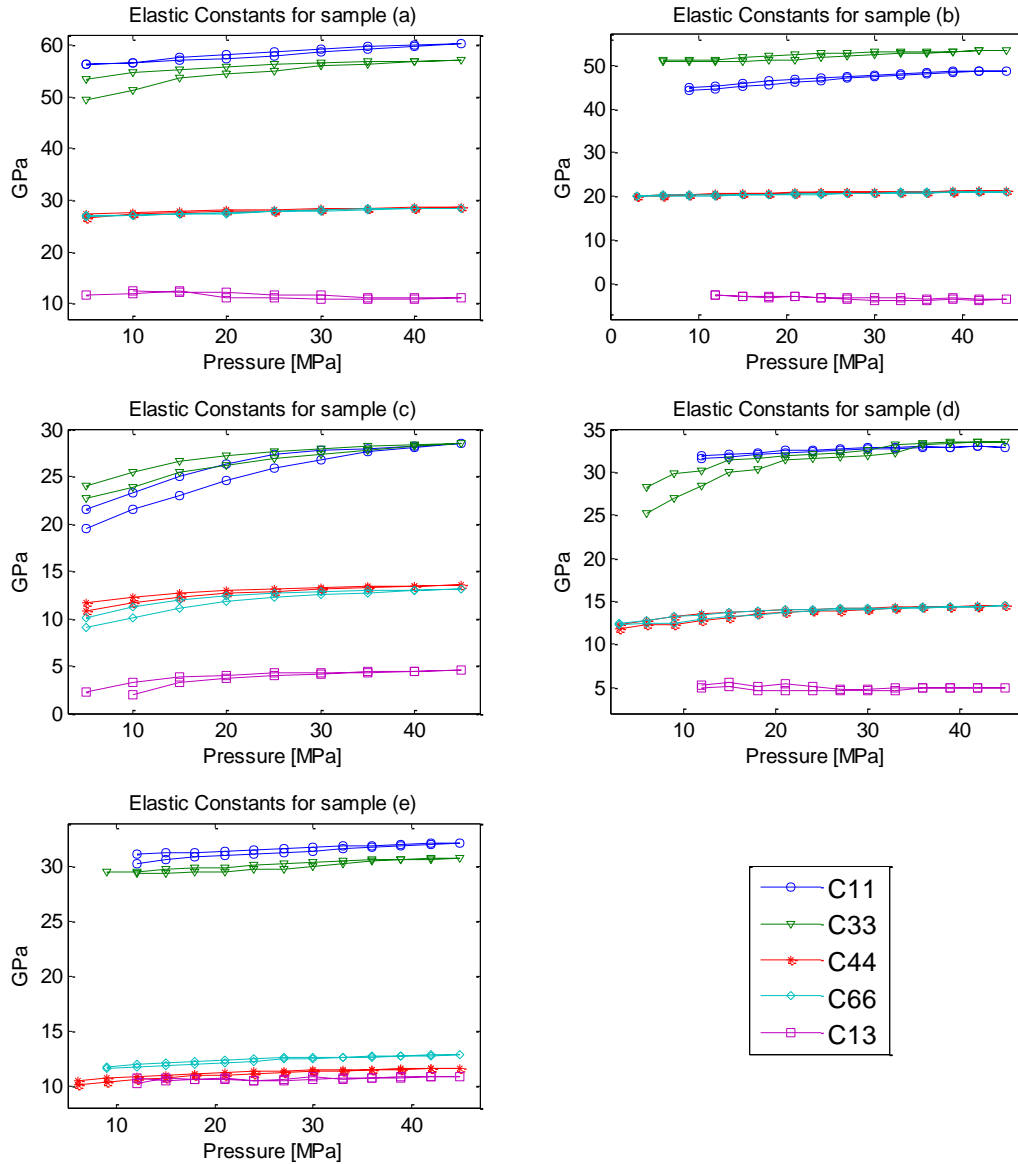 Elastic Constants for sample (a)
GPa
60
50
40
30
20
10
10 20 30 40
Pressure [MPa]
Elastic Constants for sample (b)
GPa
50
40
30
20
10
0
0 10 20 30 40
Pressure [MPa]
Elastic Constants for sample (c)
GPa
30
25
20
15
10
5
0
10 20 30 40
Pressure [MPa]
Elastic Constants for sample (d)
GPa
35
30
25
20
15
10
5
10 20 30 40
Pressure [MPa]
Elastic Constants for sample (e)
GPa
30
25
20
15
10
10 20 30 40
Pressure [MPa]
C11
C33
C44
C66
C13